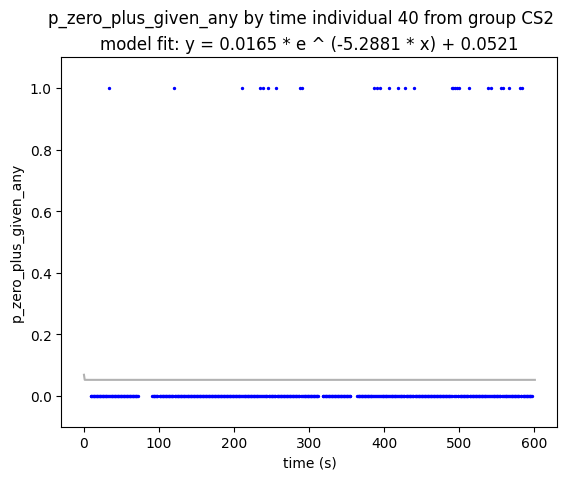 p_zero_plus_given_any by time individual 40 from group CS2
model fit: y = 0.0165 * e ^ (-5.2881 * x) + 0.0521
1.0
0.8
0.6
0.4
0.2
0.0
p_zero_plus_given_any
0 100 200 300 400 500 600
time (s)